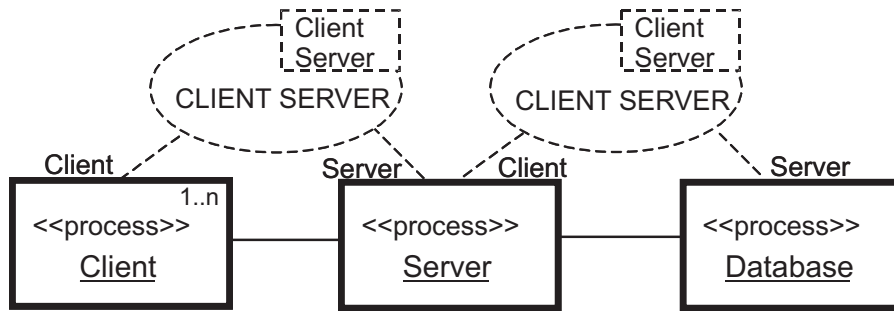 Client
Server
CLIENT SERVER
Client
Server
CLIENT SERVER
Client
Server
Client
Server
1..n
<<process>>
Client
<<process>>
Server
<<process>>
Database